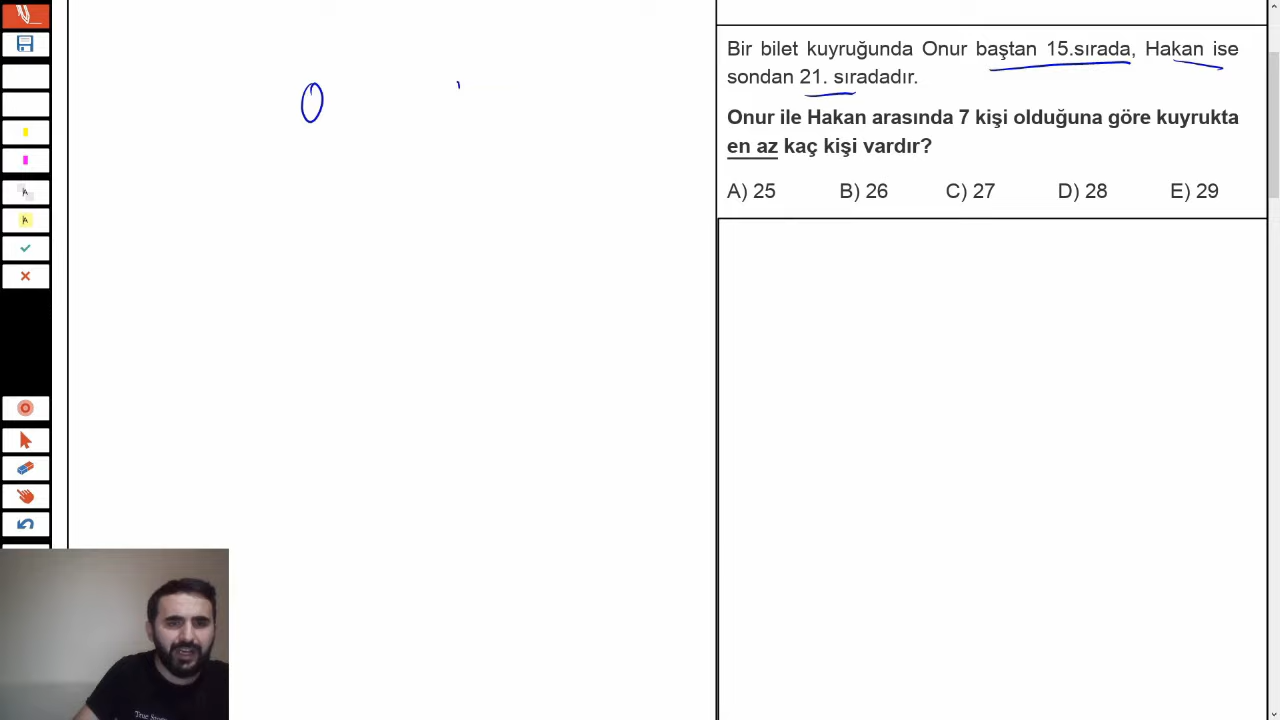 Bir bilet kuyruğunda Onur baştan 15.sırada, Hakan ise
sondan 21. sıradadır.
Onur ile Hakan arasında 7 kişi olduğuna göre kuyrukta
en az kaç kişi vardır?
A) 25 B) 26 C) 27 D) 28 E) 29
O